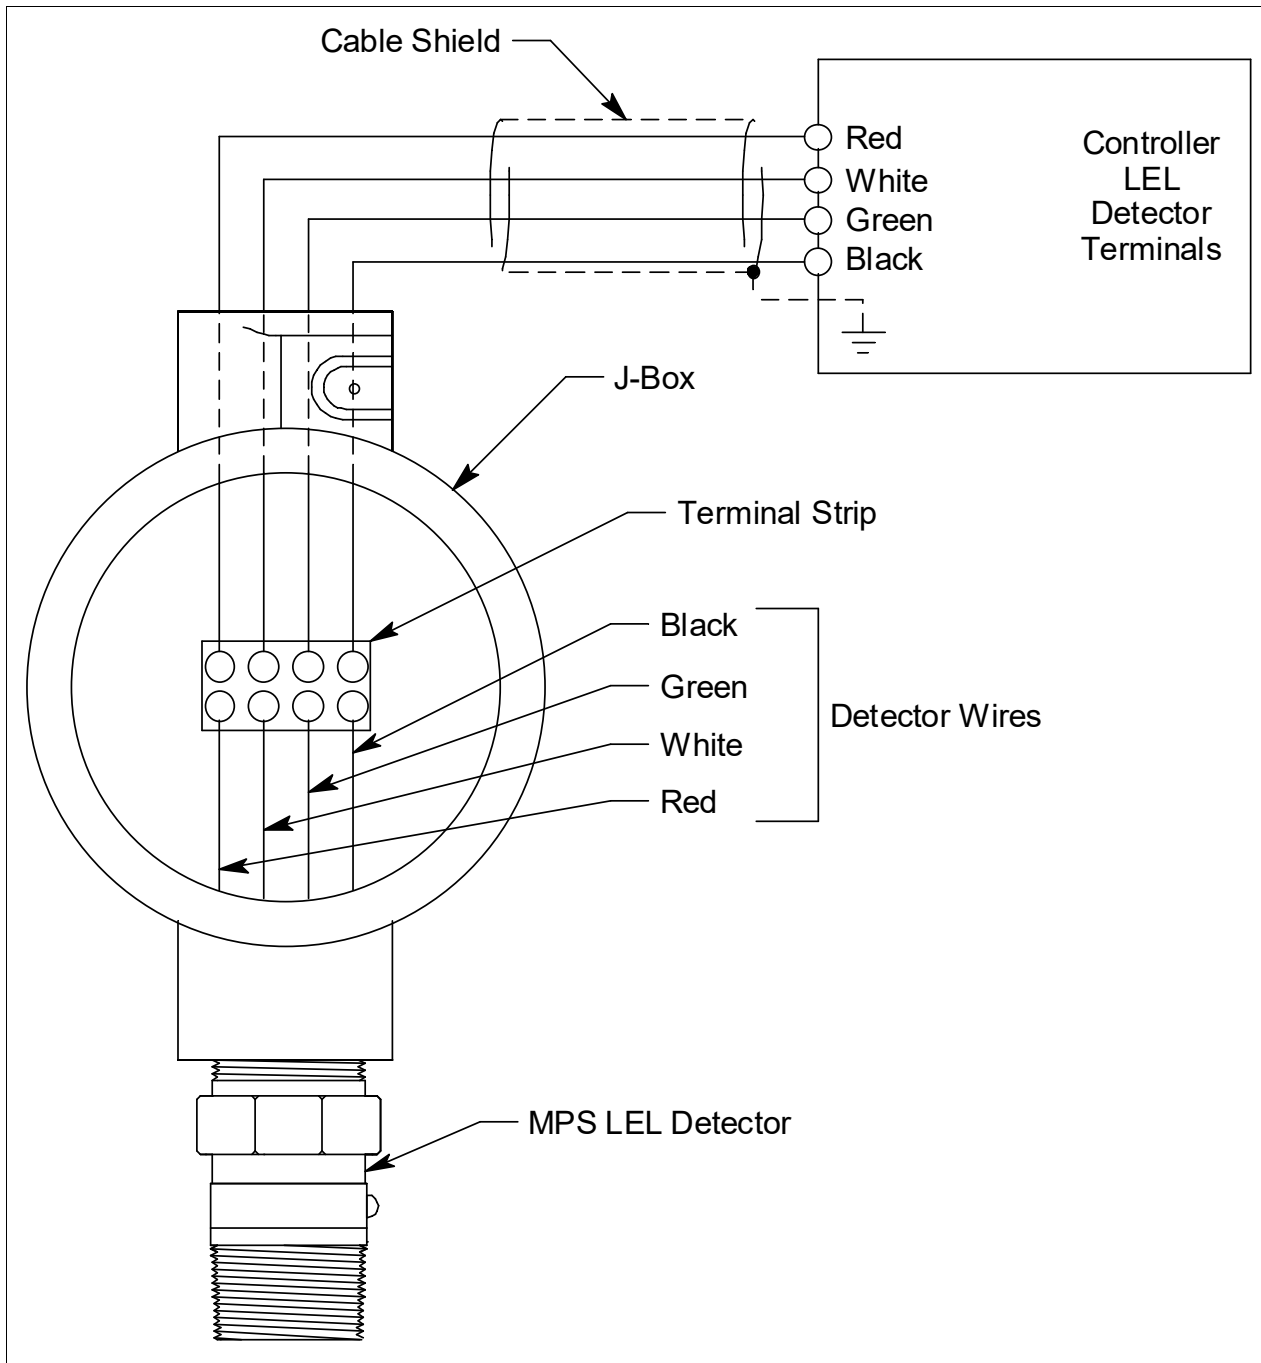 Cable Shield
Red
White
Green
Black
Controller
LEL
Detector
Terminals
J-Box
Terminal Strip
Black
Green
White
Red
Detector Wires
MPS LEL Detector